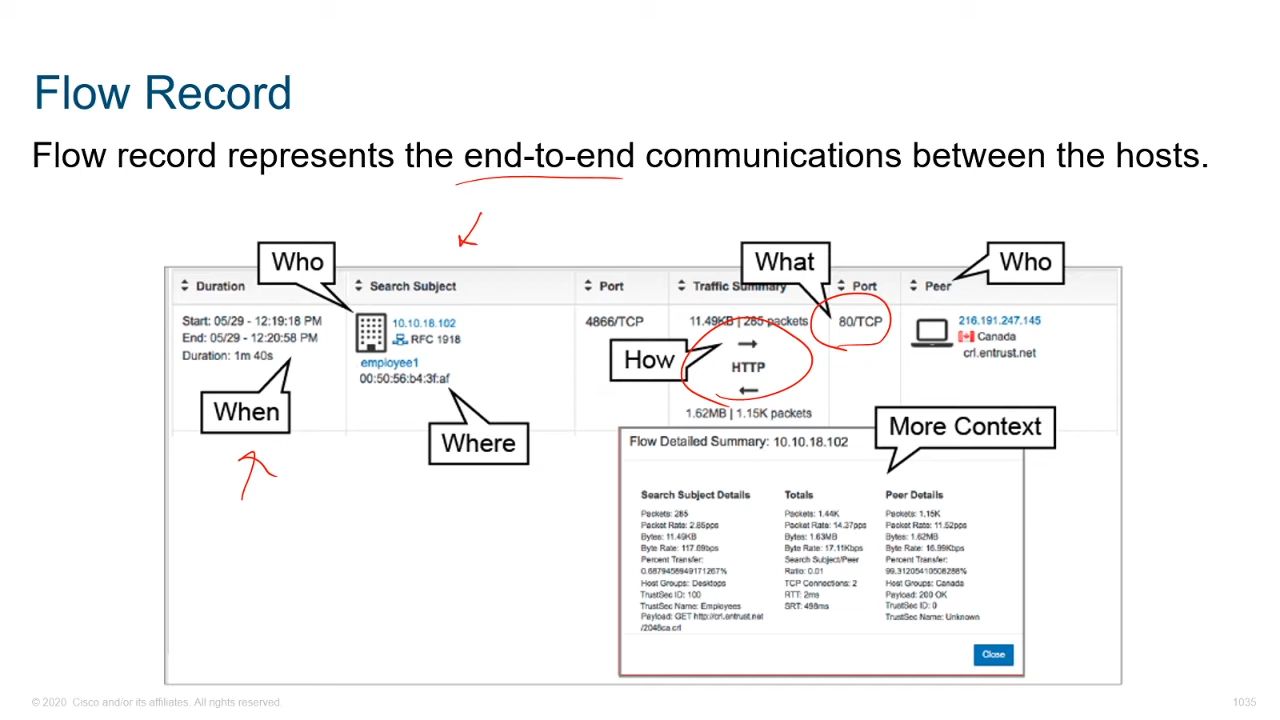 Flow Record
Flow record represents the end-to-end communications between the hosts.
Who
What
Who
Duration
Search Subject
Port
Traffic Summary
Port
Peer
Start: 05/29 - 12:19:18 PM
End: 05/29 - 12:20:58 PM
Duration: 1m 40s
10.10.18.102
RFC 1918
employee1
00:50:56:b4:3f:af
4866/TCP
11.49KB | 285 packets
HTTP
1.62MB | 1.15K packets
80/TCP
216.191.247.145
Canada
crl.entrust.net
How
When
Where
More Context
Flow Detailed Summary: 10.10.18.102
Search Subject Details
Packets: 285
Packet Rate: 2.85pps
Bytes: 11.49KB
Byte Rate: 117.69bps
Percent Transfer:
0.68794589491712667%
Host Groups: Desktops
TrustSec ID: 100
TrustSec Name: Employees
Payload: GET http://crl.entrust.net
/2048ca.crl
Totals
Packets: 1.44K
Packet Rate: 14.37pps
Bytes: 1.63MB
Byte Rate: 17.11Kbps
Search Subject/Peer
Ratio: 0.01
TCP Connections: 2
RTT: 2ms
SRT: 498ms
Peer Details
Packets: 1.15K
Packet Rate: 11.52pps
Bytes: 1.62MB
Byte Rate: 16.99Kbps
Percent Transfer:
99.31205410508288%
Host Groups: Canada
Payload: 200 OK
TrustSec ID: 0
TrustSec Name: Unknown
Close
© 2020 Cisco and/or its affiliates. All rights reserved.
1035